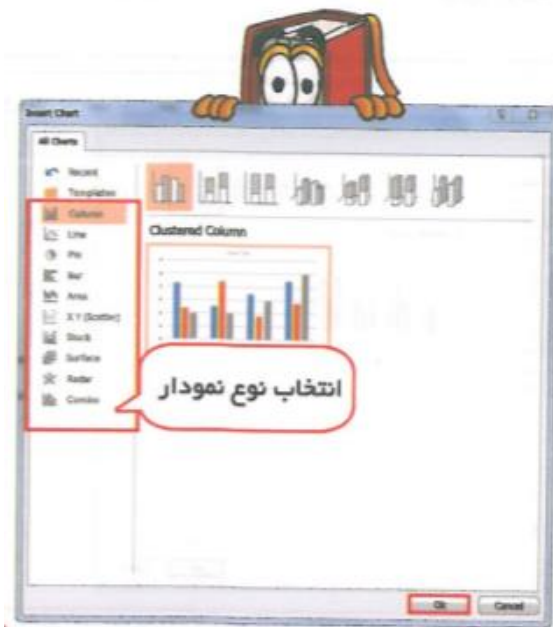 Insert Chart
All Charts
Recent
Templates
Column
Line
Pie
Bar
Area
X Y (Scatter)
Stock
Surface
Radar
Combo
Clustered Column
انتخاب نوع نمودار
OK
Cancel